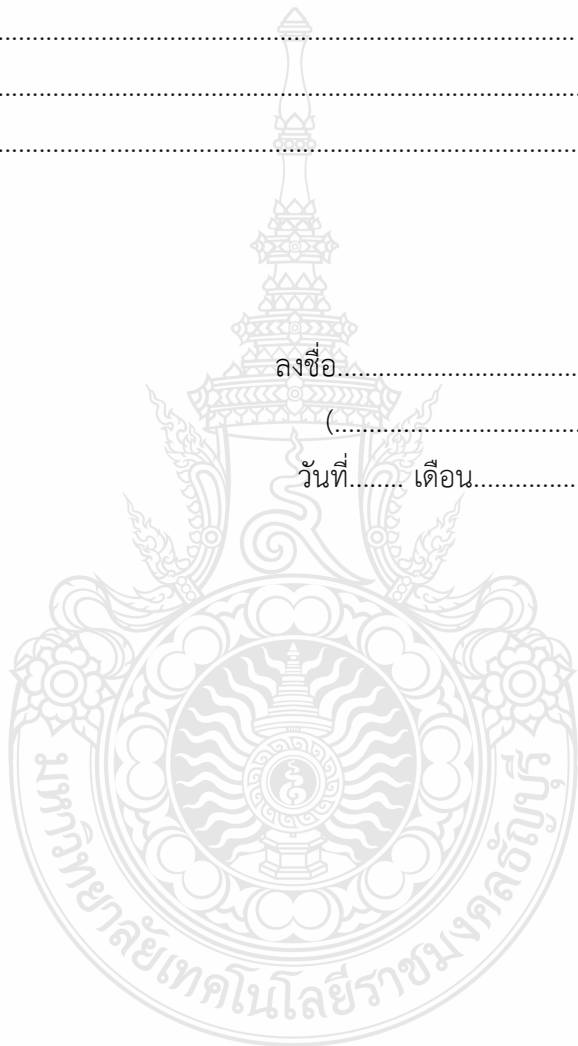 ................................................................................
................................................................................
................................................................................
ลงชื่อ...................................
(...................................
วันที่........ เดือน...............
มหาวิทยาลัยเทคโนโลยีราชมงคลธัญบุรี